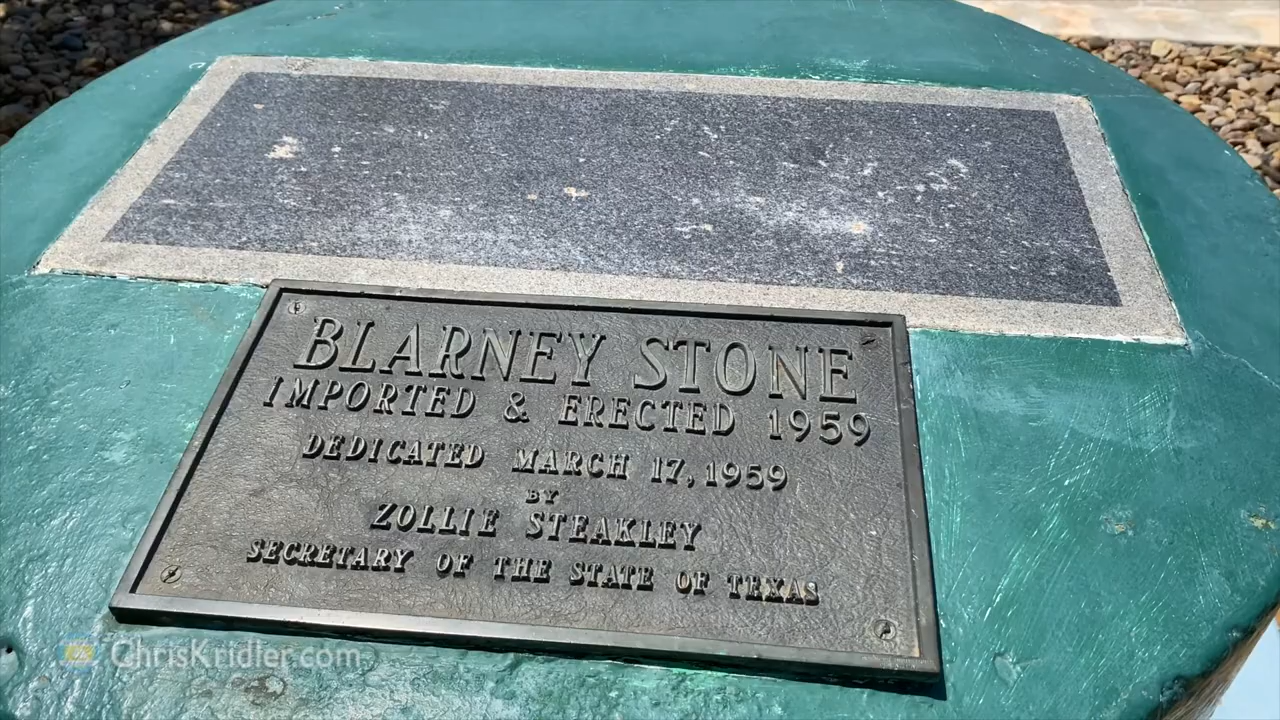 BLARNEY STONE
IMPORTED & ERECTED 1959
DEDICATED MARCH 17, 1959
BY
ZOLLIE STEAKLEY
SECRETARY OF THE STATE OF TEXAS
ChrisKridler.com